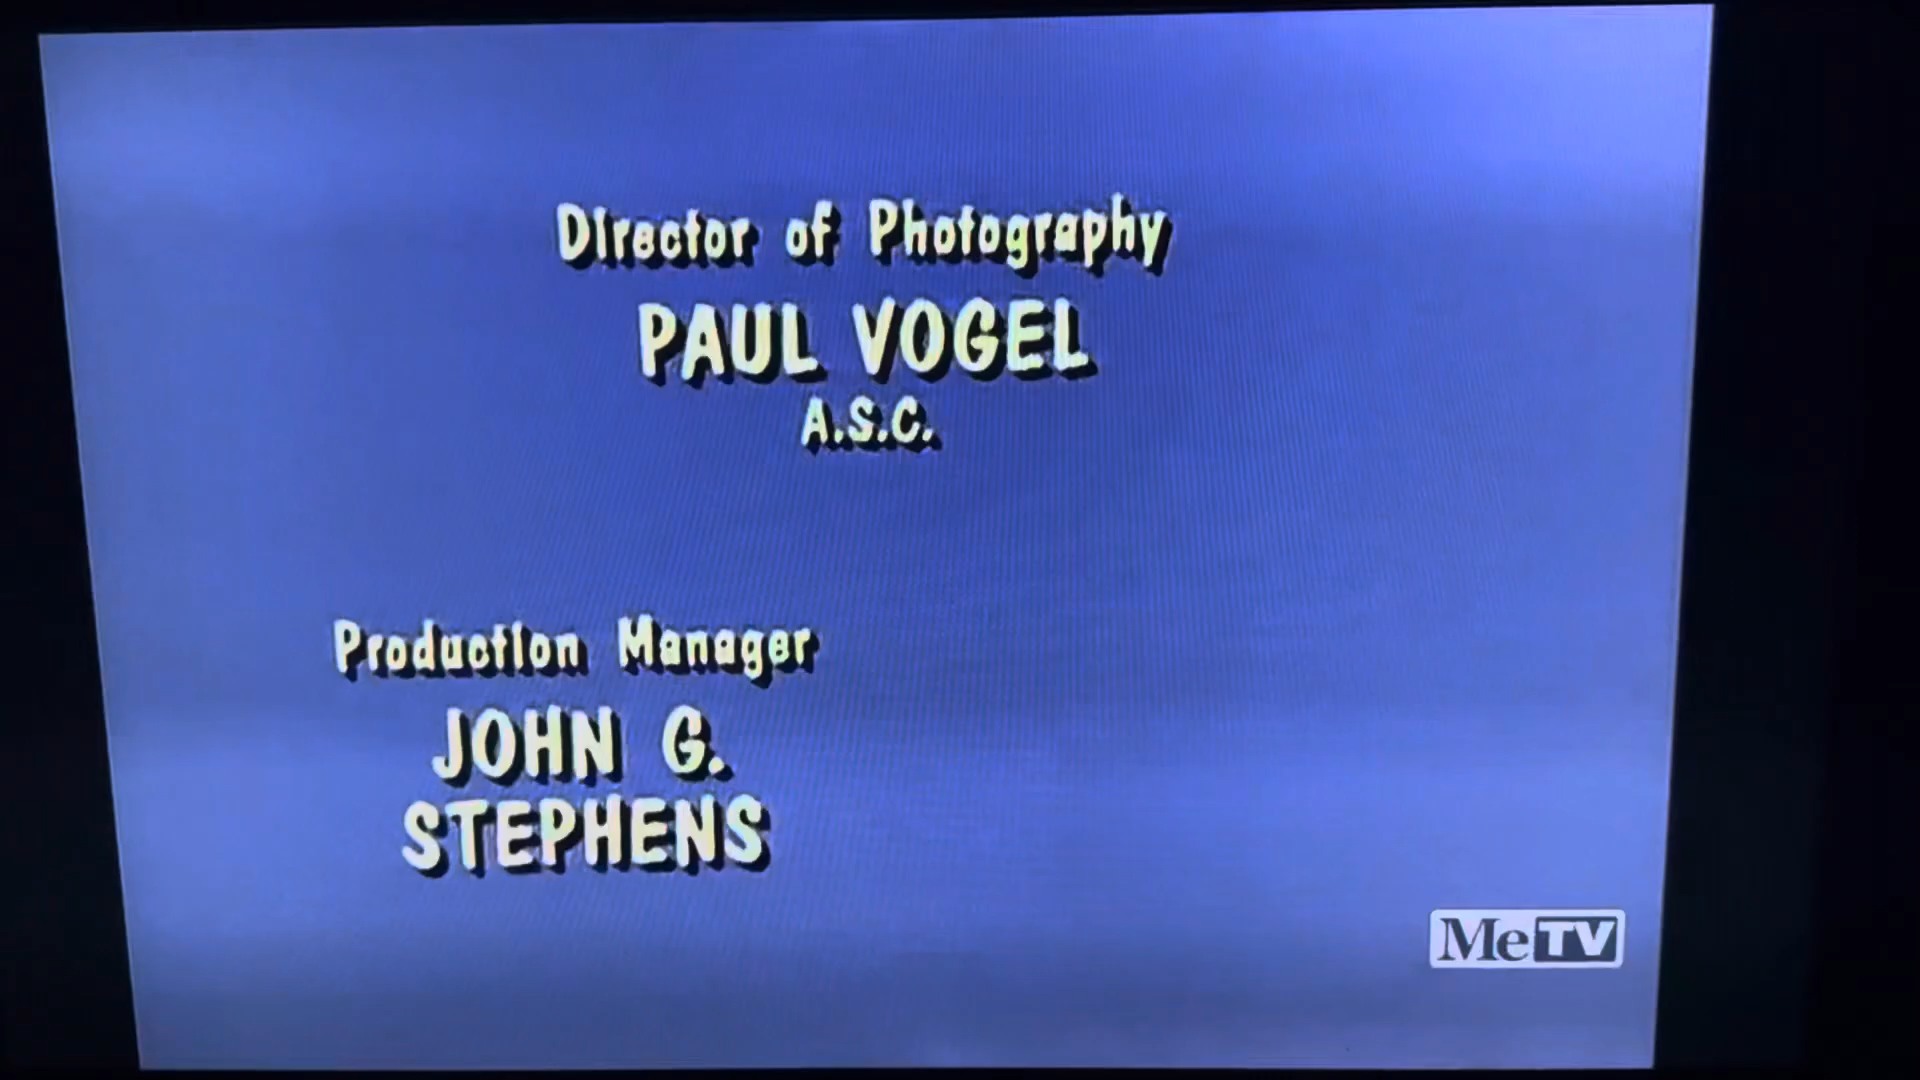 Director of Photography
PAUL VOGEL
A.S.C.
Production Manager
JOHN G.
STEPHENS
MeTV